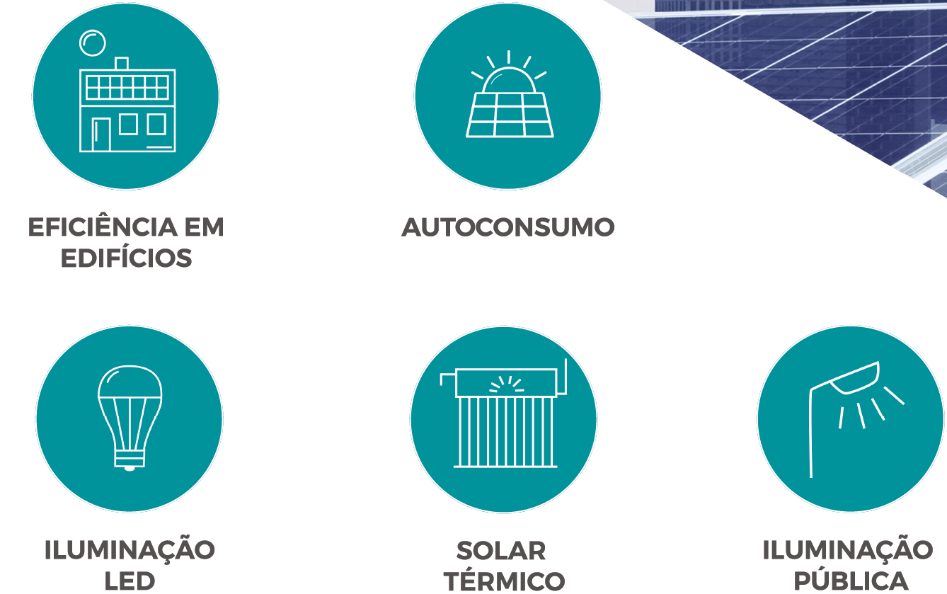 EFICIÊNCIA EM
EDIFÍCIOS
AUTOCONSUMO
ILUMINAÇÃO
LED
SOLAR
TÉRMICO
ILUMINAÇÃO
PÚBLICA